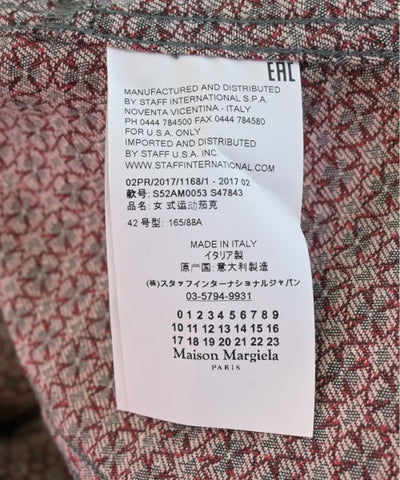 EAC
MANUFACTURED AND DISTRIBUTED
BY STAFF INTERNATIONAL S.P.A.
NOVENTA VICENTINA - ITALY
PH 0444 784500 FAX 0444 784580
FOR U.S.A. ONLY
IMPORTED AND DISTRIBUTED
BY STAFF U.S.A. INC.
WWW.STAFFINTERNATIONAL.COM
02PR/2017/1168/1 - 2017 02
款号: S52AM0053 S47843
品名: 女 式运动茄克
42 号型: 165/88A
MADE IN ITALY
イタリア製
原产国: 意大利製造
(株)スタッフインターナショナルジャパン
03-5794-9931
0 1 2 3 4 5 6 7 8 9
10 11 12 13 14 15 16
17 18 19 20 21 22 23
Maison Margiela
PARIS